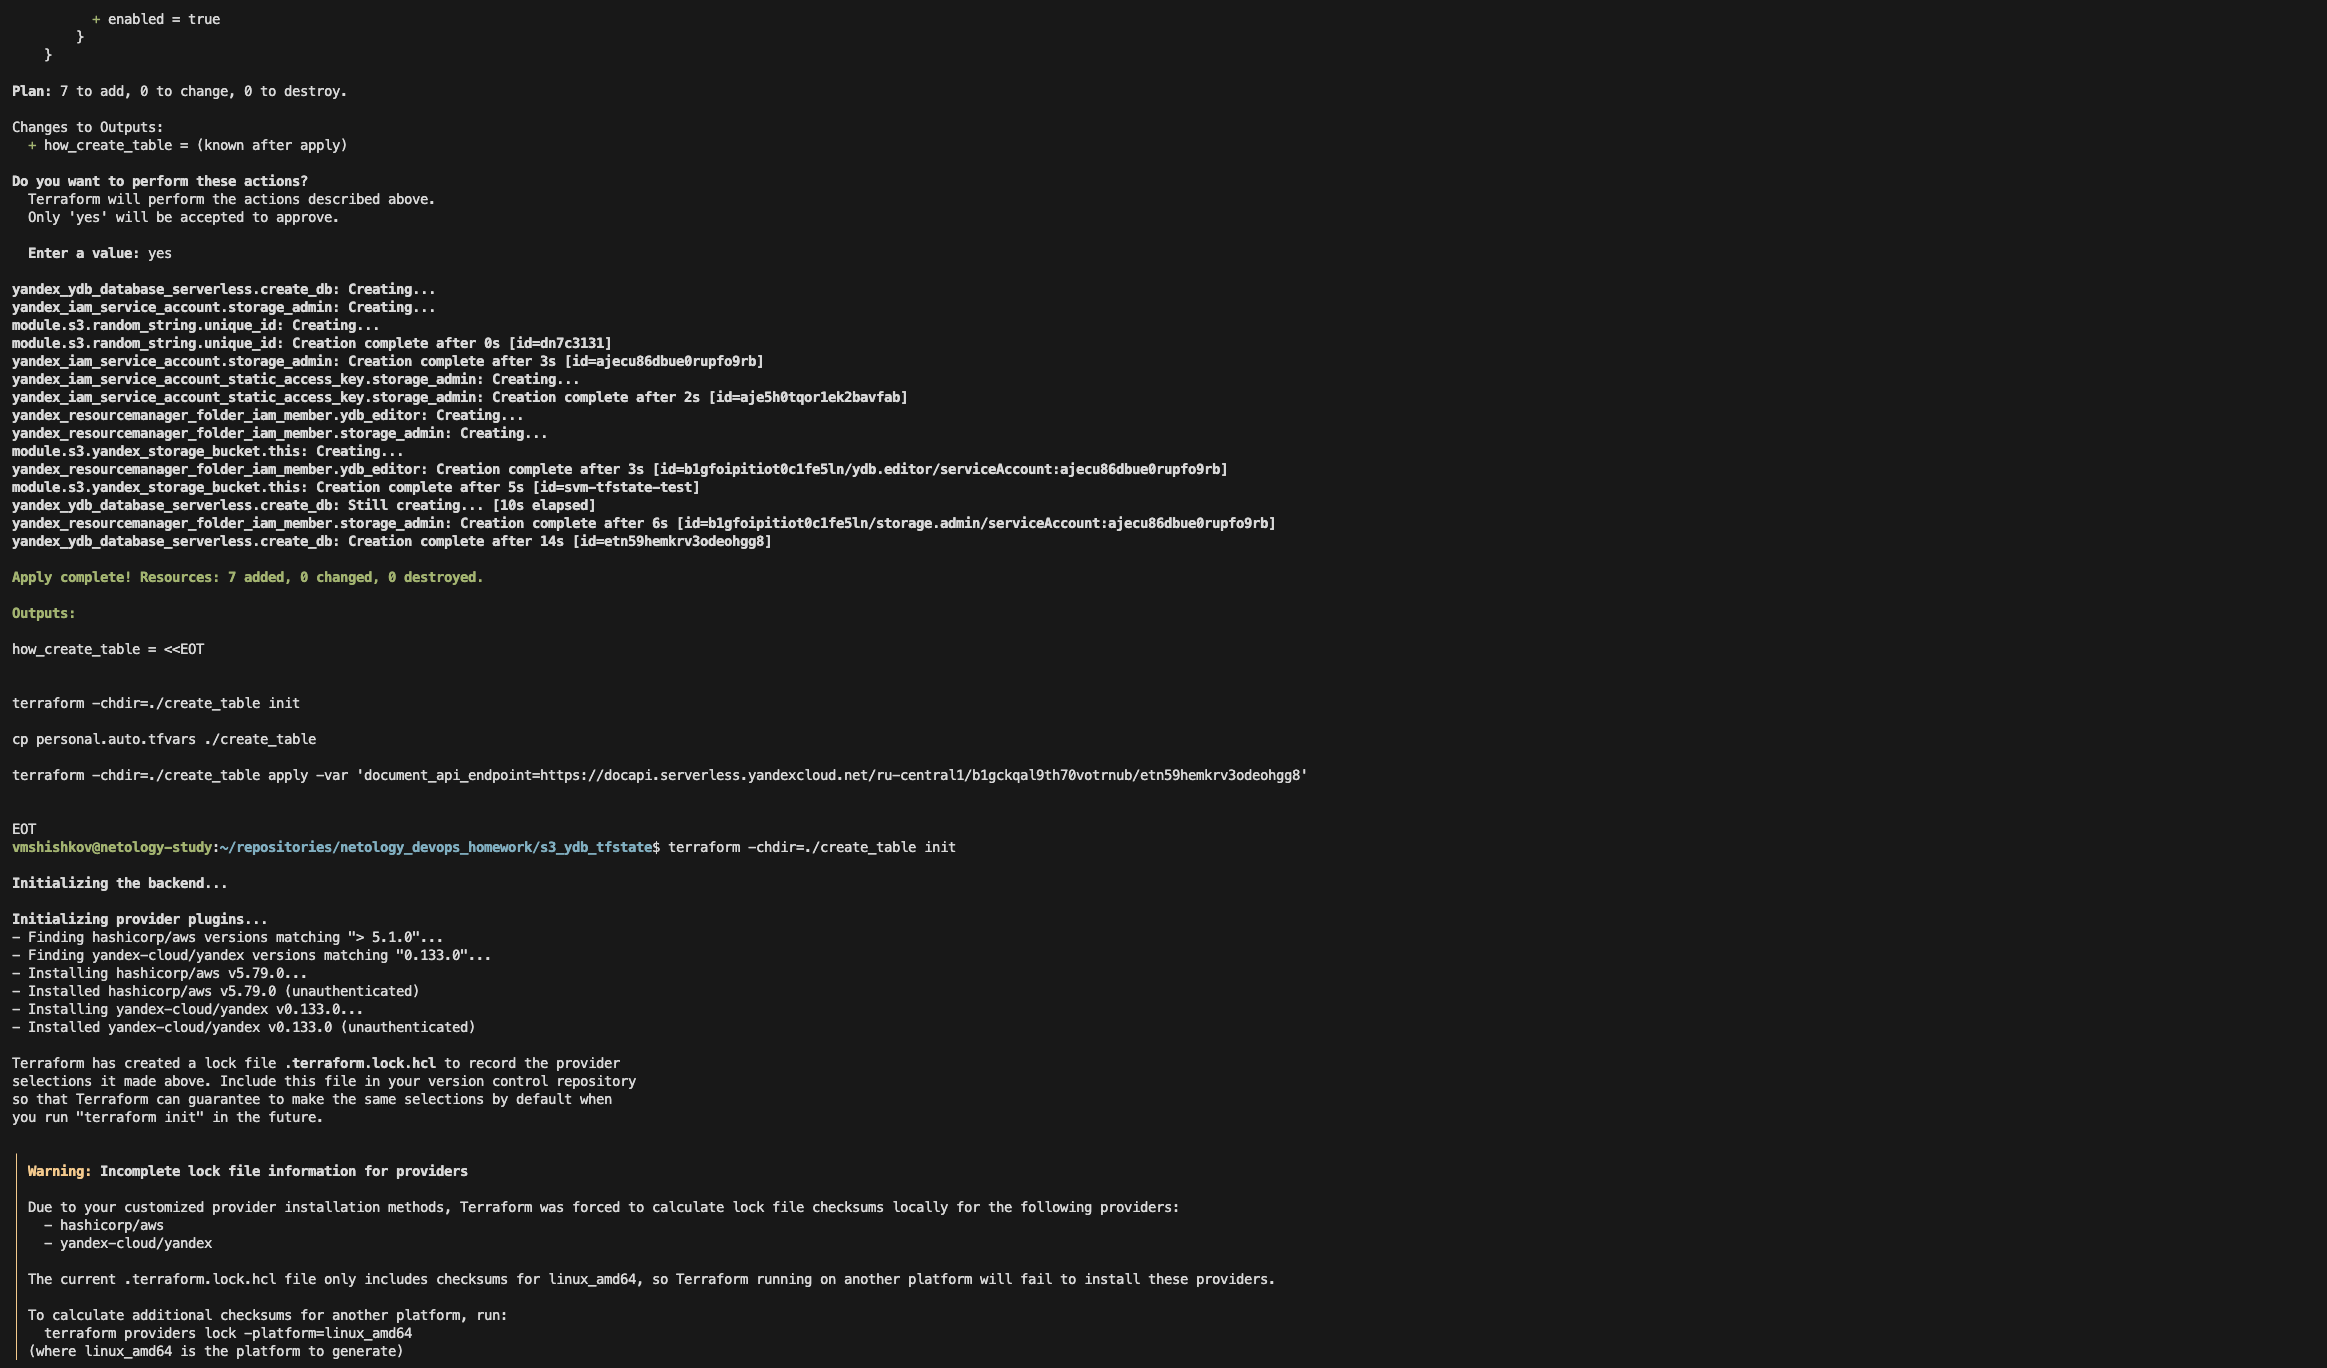 + enabled = true
}
}
Plan: 7 to add, 0 to change, 0 to destroy.
Changes to Outputs:
+ how_create_table = (known after apply)
Do you want to perform these actions?
Terraform will perform the actions described above.
Only 'yes' will be accepted to approve.
Enter a value: yes
yandex_ydb_database_serverless.create_db: Creating...
yandex_iam_service_account.storage_admin: Creating...
module.s3.random_string.unique_id: Creating...
module.s3.random_string.unique_id: Creation complete after 0s [id=dn7c3131]
yandex_iam_service_account.storage_admin: Creation complete after 3s [id=ajecu86dbue0rupfo9rb]
yandex_iam_service_account_static_access_key.storage_admin: Creating...
yandex_iam_service_account_static_access_key.storage_admin: Creation complete after 2s [id=aje5h0tqor1ek2bavfab]
yandex_resourcemanager_folder_iam_member.ydb_editor: Creating...
yandex_resourcemanager_folder_iam_member.storage_admin: Creating...
module.s3.yandex_storage_bucket.this: Creating...
yandex_resourcemanager_folder_iam_member.ydb_editor: Creation complete after 3s [id=b1gfoipitiot0c1fe5ln/ydb.editor/serviceAccount:ajecu86dbue0rupfo9rb]
module.s3.yandex_storage_bucket.this: Creation complete after 5s [id=svm-tfstate-test]
yandex_ydb_database_serverless.create_db: Still creating... [10s elapsed]
yandex_resourcemanager_folder_iam_member.storage_admin: Creation complete after 6s [id=b1gfoipitiot0c1fe5ln/storage.admin/serviceAccount:ajecu86dbue0rupfo9rb]
yandex_ydb_database_serverless.create_db: Creation complete after 14s [id=etn59hemkrv3odeohgg8]
Apply complete! Resources: 7 added, 0 changed, 0 destroyed.
Outputs:
how_create_table = <<EOT
terraform -chdir=./create_table init
cp personal.auto.tfvars ./create_table
terraform -chdir=./create_table apply -var 'document_api_endpoint=https://docapi.serverless.yandexcloud.net/ru-central1/b1gckqal9th70votrnub/etn59hemkrv3odeohgg8'
EOT
vmshishkov@netology-study:~/repositories/netology_devops_homework/s3_ydb_tfstate$ terraform -chdir=./create_table init
Initializing the backend...
Initializing provider plugins...
- Finding hashicorp/aws versions matching "> 5.1.0"...
- Finding yandex-cloud/yandex versions matching "0.133.0"...
- Installing hashicorp/aws v5.79.0...
- Installed hashicorp/aws v5.79.0 (unauthenticated)
- Installing yandex-cloud/yandex v0.133.0...
- Installed yandex-cloud/yandex v0.133.0 (unauthenticated)
Terraform has created a lock file .terraform.lock.hcl to record the provider
selections it made above. Include this file in your version control repository
so that Terraform can guarantee to make the same selections by default when
you run "terraform init" in the future.
Warning: Incomplete lock file information for providers
Due to your customized provider installation methods, Terraform was forced to calculate lock file checksums locally for the following providers:
- hashicorp/aws
- yandex-cloud/yandex
The current .terraform.lock.hcl file only includes checksums for linux_amd64, so Terraform running on another platform will fail to install these providers.
To calculate additional checksums for another platform, run:
terraform providers lock -platform=linux_amd64
(where linux_amd64 is the platform to generate)